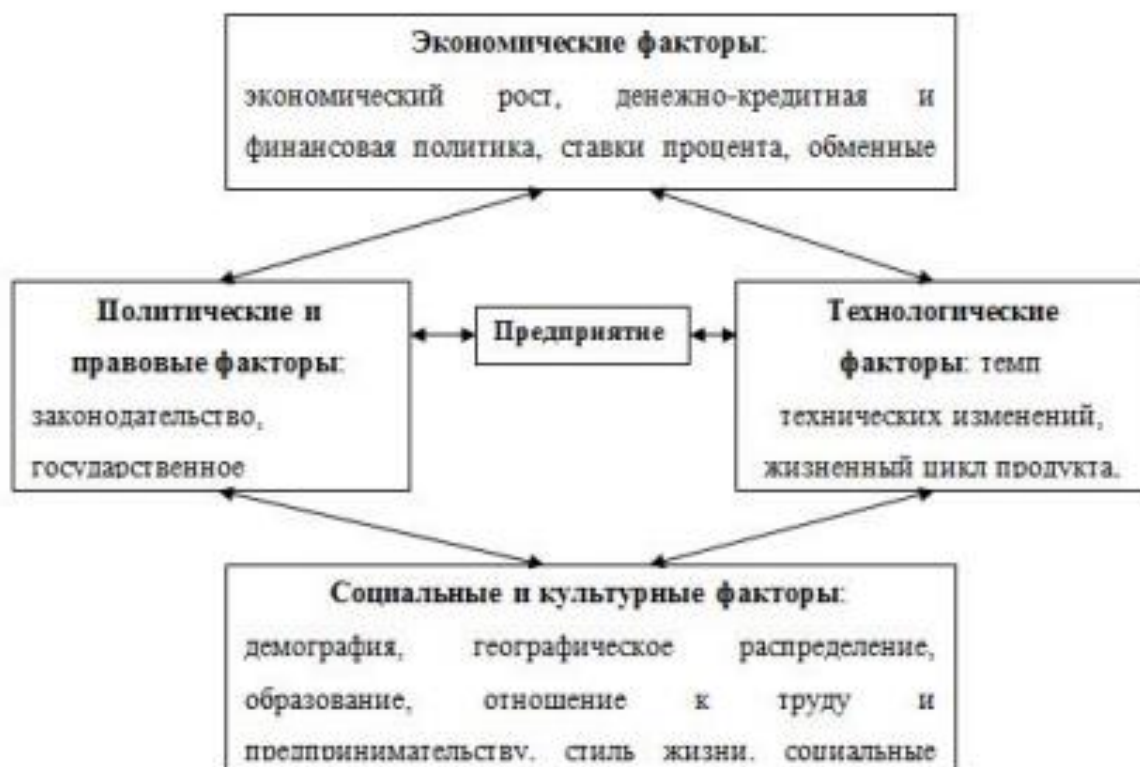 Экономические факторы:
экономический рост, денежно-кредитная и
финансовая политика, ставки процента, обменные
Политические и
правовые факторы:
законодательство,
государственное
Предприятие
Технологические
факторы: темп
технических изменений,
жизненный цикл продукта,
Социальные и культурные факторы:
демография, географическое распределение,
образование, отношение к труду и
предпринимательству, стиль жизни, социальные